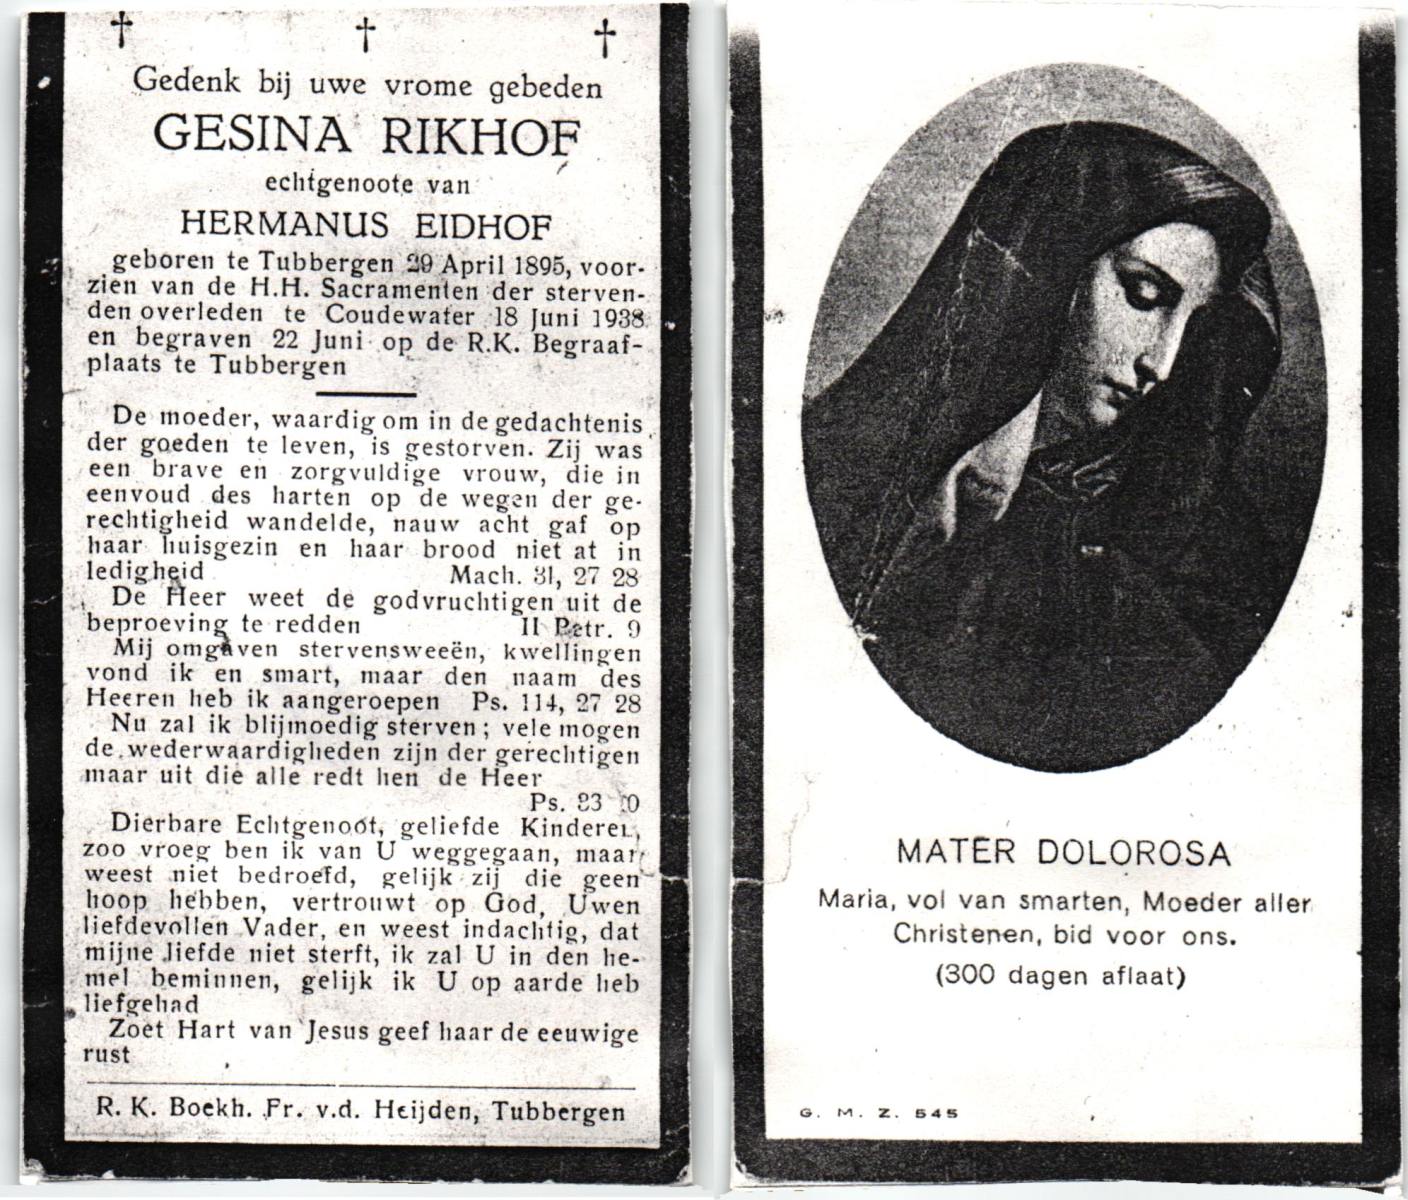 Gedenk bij uwe vrome gebeden
GESINA RIKHOF
echtgenoote van
HERMANUS EIDHOF
geboren te Tubbergen 29 April 1895, voor-
zien van de H.H. Sacramenten der sterven-
den overleden te Coudewater 18 Juni 1938
en begraven 22 Juni op de R.K. Begraaf-
plaats te Tubbergen
De moeder, waardig om in de gedachtenis
der goeden te leven, is gestorven. Zij was
een brave en zorgvuldige vrouw, die in
eenvoud des harten op de wegen der ge-
rechtigheid wandelde, nauw acht gaf op
haar huisgezin en haar brood niet at in
ledigheid Mach. 31, 27 28
De Heer weet de godvruchtigen uit de
beproeving te redden II Petr. 9
Mij omgaven stervensweeën, kwellingen
vond ik en smart, maar den naam des
Heeren heb ik aangeroepen Ps. 114, 27 28
Nu zal ik blijmoedig sterven; vele mogen
de wederwaardigheden zijn der gerechtigen
maar uit die alle redt hen de Heer
Ps.
Dierbare Echtgenoot, geliefde Kinderen,
zoo vroeg ben ik van U weggegaan, maar
weest niet bedroefd, gelijk zij die geen
hoop hebben, vertrouwt op God, Uwen
liefdevollen Vader, en weest indachtig, dat
mijne liefde niet sterft, ik zal U in den he-
mel beminnen, gelijk ik U op aarde heb
liefgehad
Zoet Hart van Jesus geef haar de eeuwige
rust
R. K. Boekh. Fr. v.d. Heijden, Tubbergen
MATER DOLOROSA
Maria, vol van smarten, Moeder aller
Christenen, bid voor ons.
(300 dagen aflaat)
G. M. Z. 545